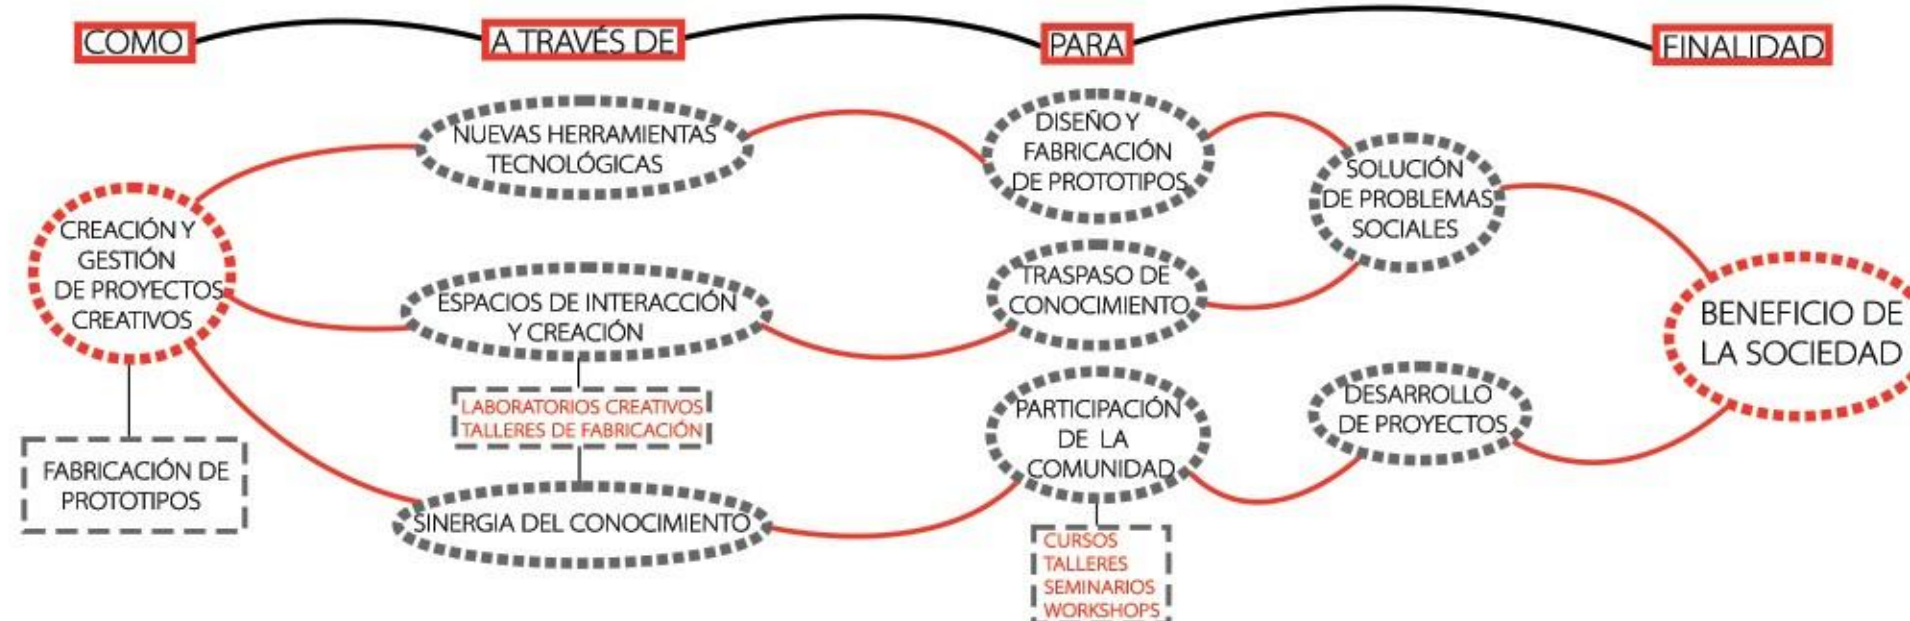 COMO
A TRAVÉS DE
PARA
FINALIDAD
CREACIÓN Y
GESTIÓN
DE PROYECTOS
CREATIVOS
FABRICACIÓN DE
PROTOTIPOS
NUEVAS HERRAMIENTAS
TECNOLÓGICAS
ESPACIOS DE INTERACCIÓN
Y CREACIÓN
LABORATORIOS CREATIVOS
TALLERES DE FABRICACIÓN
SINERGIA DEL CONOCIMIENTO
DISEÑO Y
FABRICACIÓN
DE PROTOTIPOS
TRASPASO DE
CONOCIMIENTO
PARTICIPACIÓN
DE LA
COMUNIDAD
CURSOS
TALLERES
SEMINARIOS
WORKSHOPS
SOLUCIÓN
DE PROBLEMAS
SOCIALES
DESARROLLO
DE PROYECTOS
BENEFICIO DE
LA SOCIEDAD